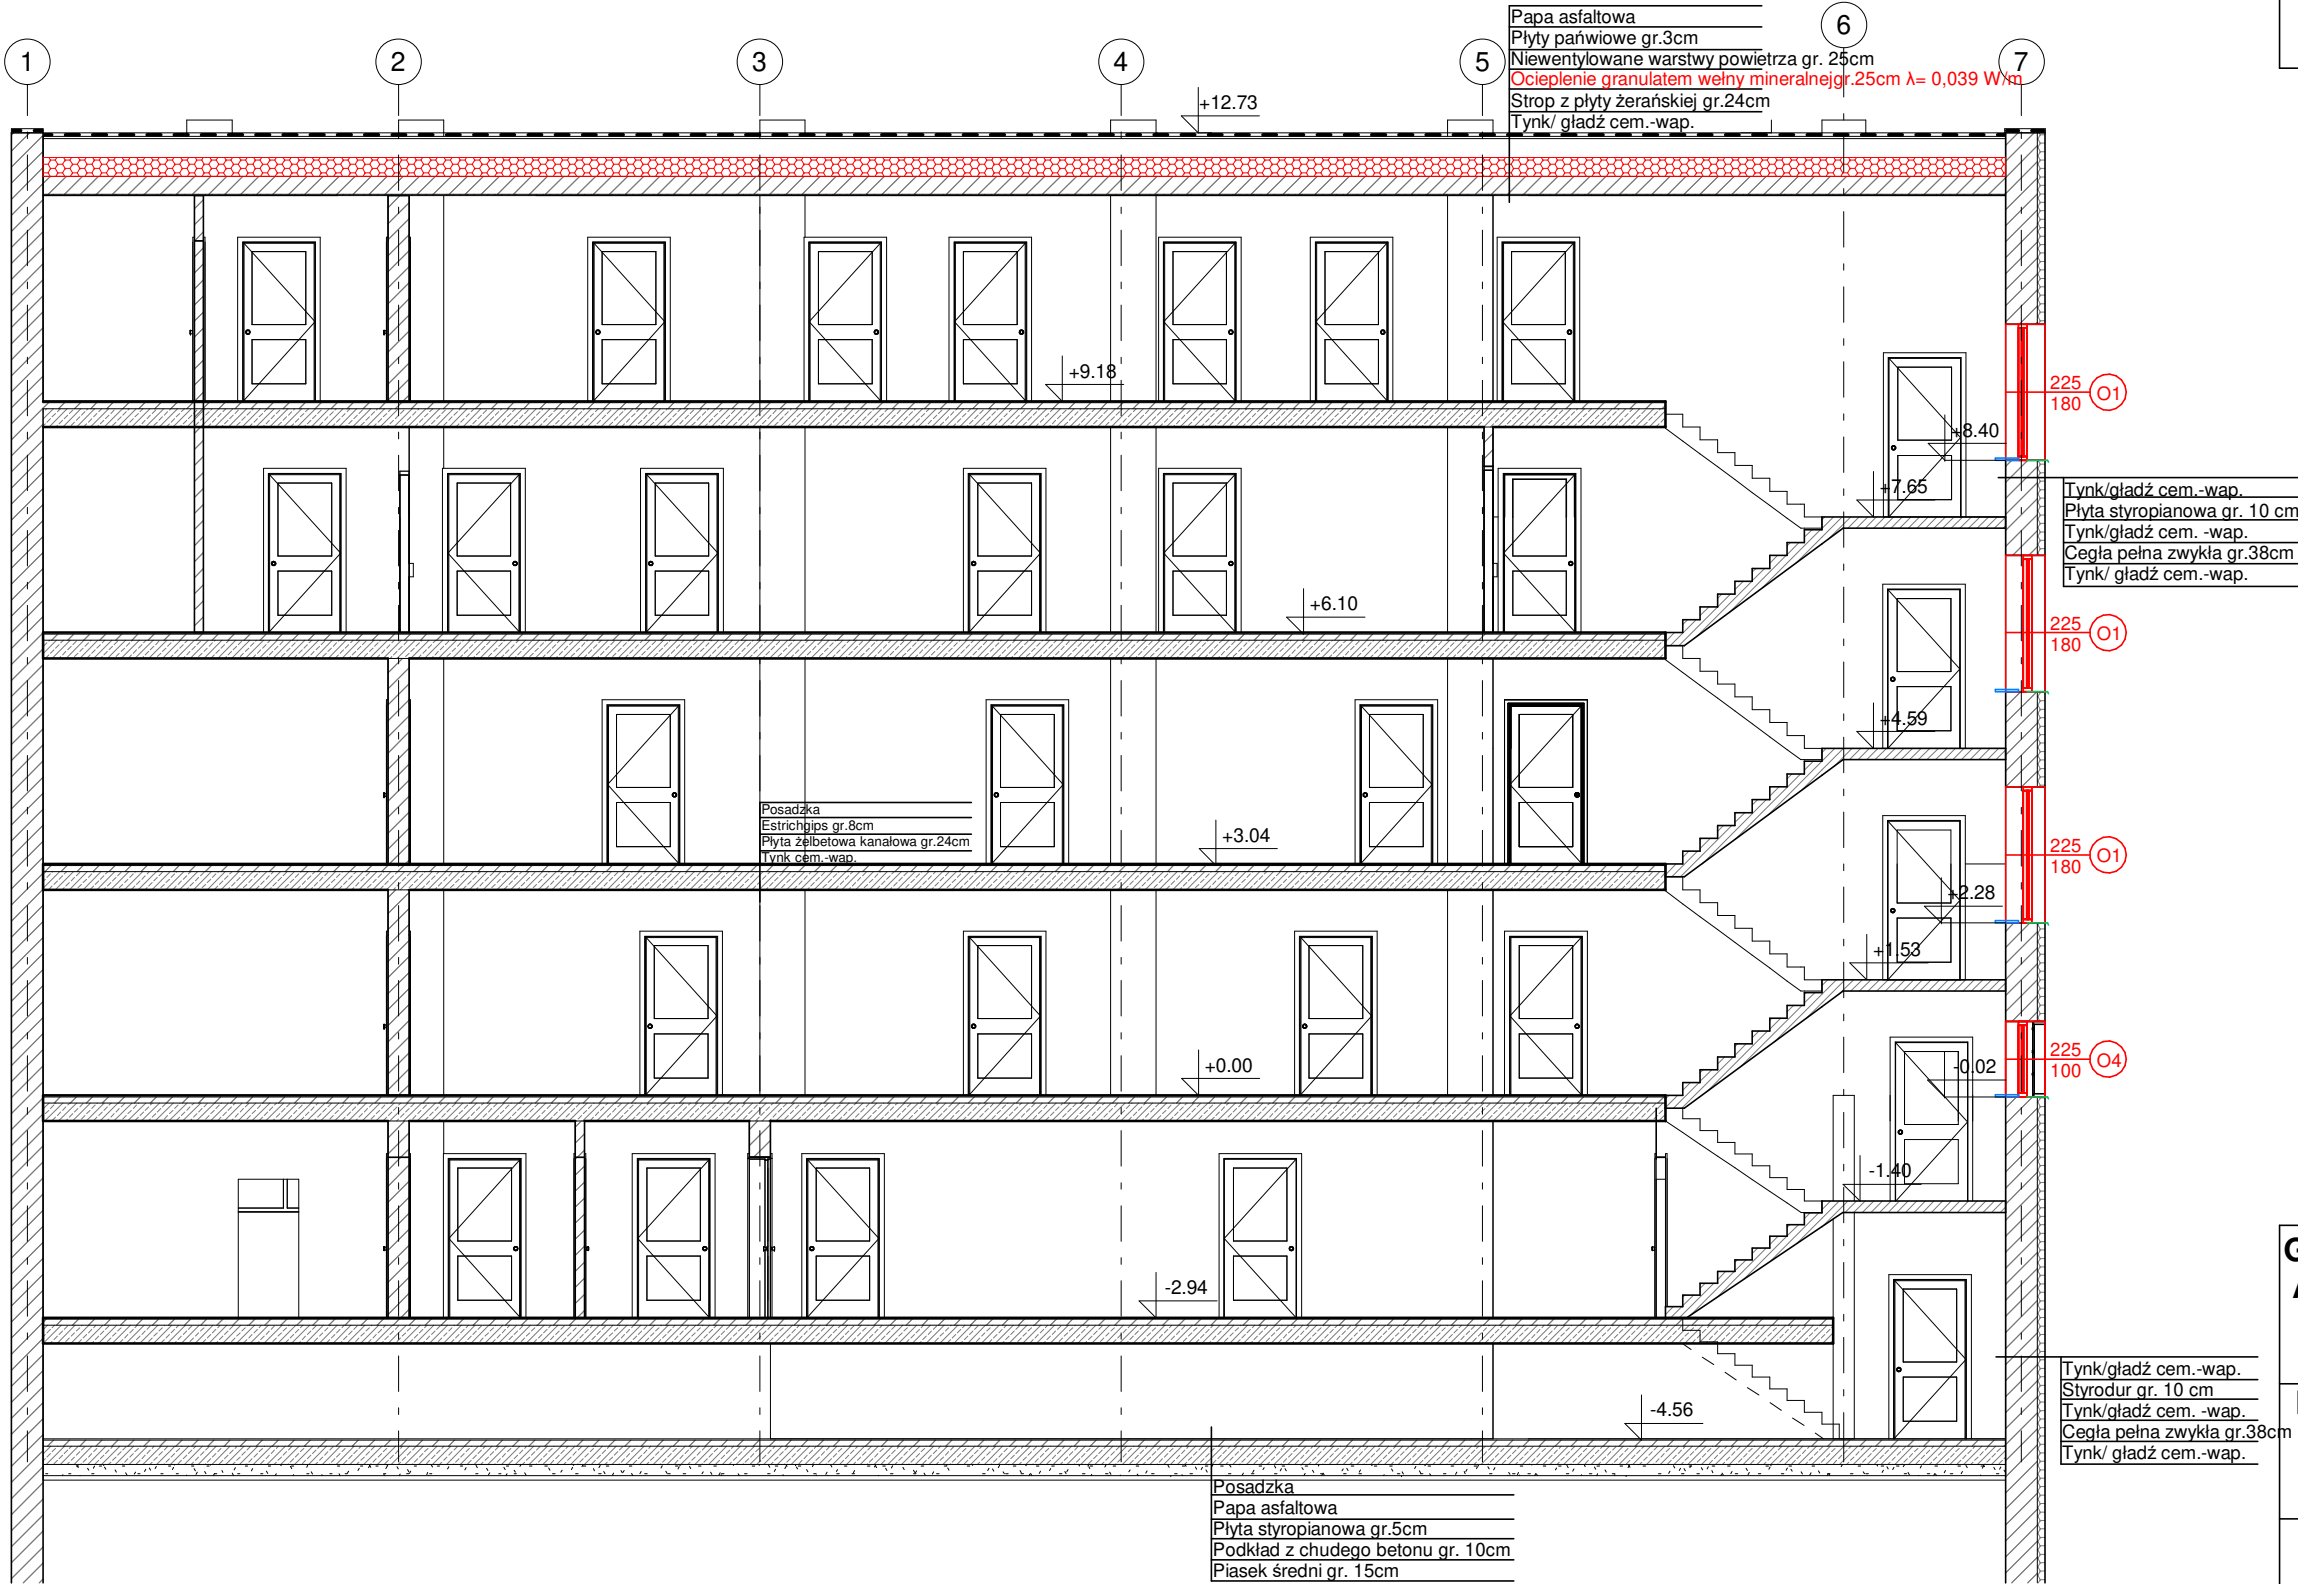 Papa asfaltowa
Płyty pańwiowe gr.3cm
Niewentylowane warstwy powietrza gr. 25cm
Ocieplenie granulatem wełny mineralnejgr.25cm λ= 0,039 W/m
Strop z płyty żerańskiej gr.24cm
Tynk/ gładź cem.-wap.
1
2
3
4
5
6
7
+12.73
+9.18
225
180
O1
+8.40
+7.65
Tynk/gładź cem.-wap.
Płyta styropianowa gr. 10 cm
Tynk/gładź cem. -wap.
Cegła pełna zwykła gr.38cm
Tynk/ gładź cem.-wap.
+6.10
225
180
O1
+4.59
Posadzka
Estrichgips gr.8cm
Płyta żelbetowa kanałowa gr.24cm
Tynk cem.-wap.
+3.04
225
180
O1
+2.28
+1.53
+0.00
-0.02
225
100
O4
-1.40
-2.94
G
Tynk/gładź cem.-wap.
Styrodur gr. 10 cm
Tynk/gładź cem. -wap.
Cegła pełna zwykła gr.38cm
Tynk/ gładź cem.-wap.
-4.56
Posadzka
Papa asfaltowa
Płyta styropianowa gr.5cm
Podkład z chudego betonu gr. 10cm
Piasek średni gr. 15cm